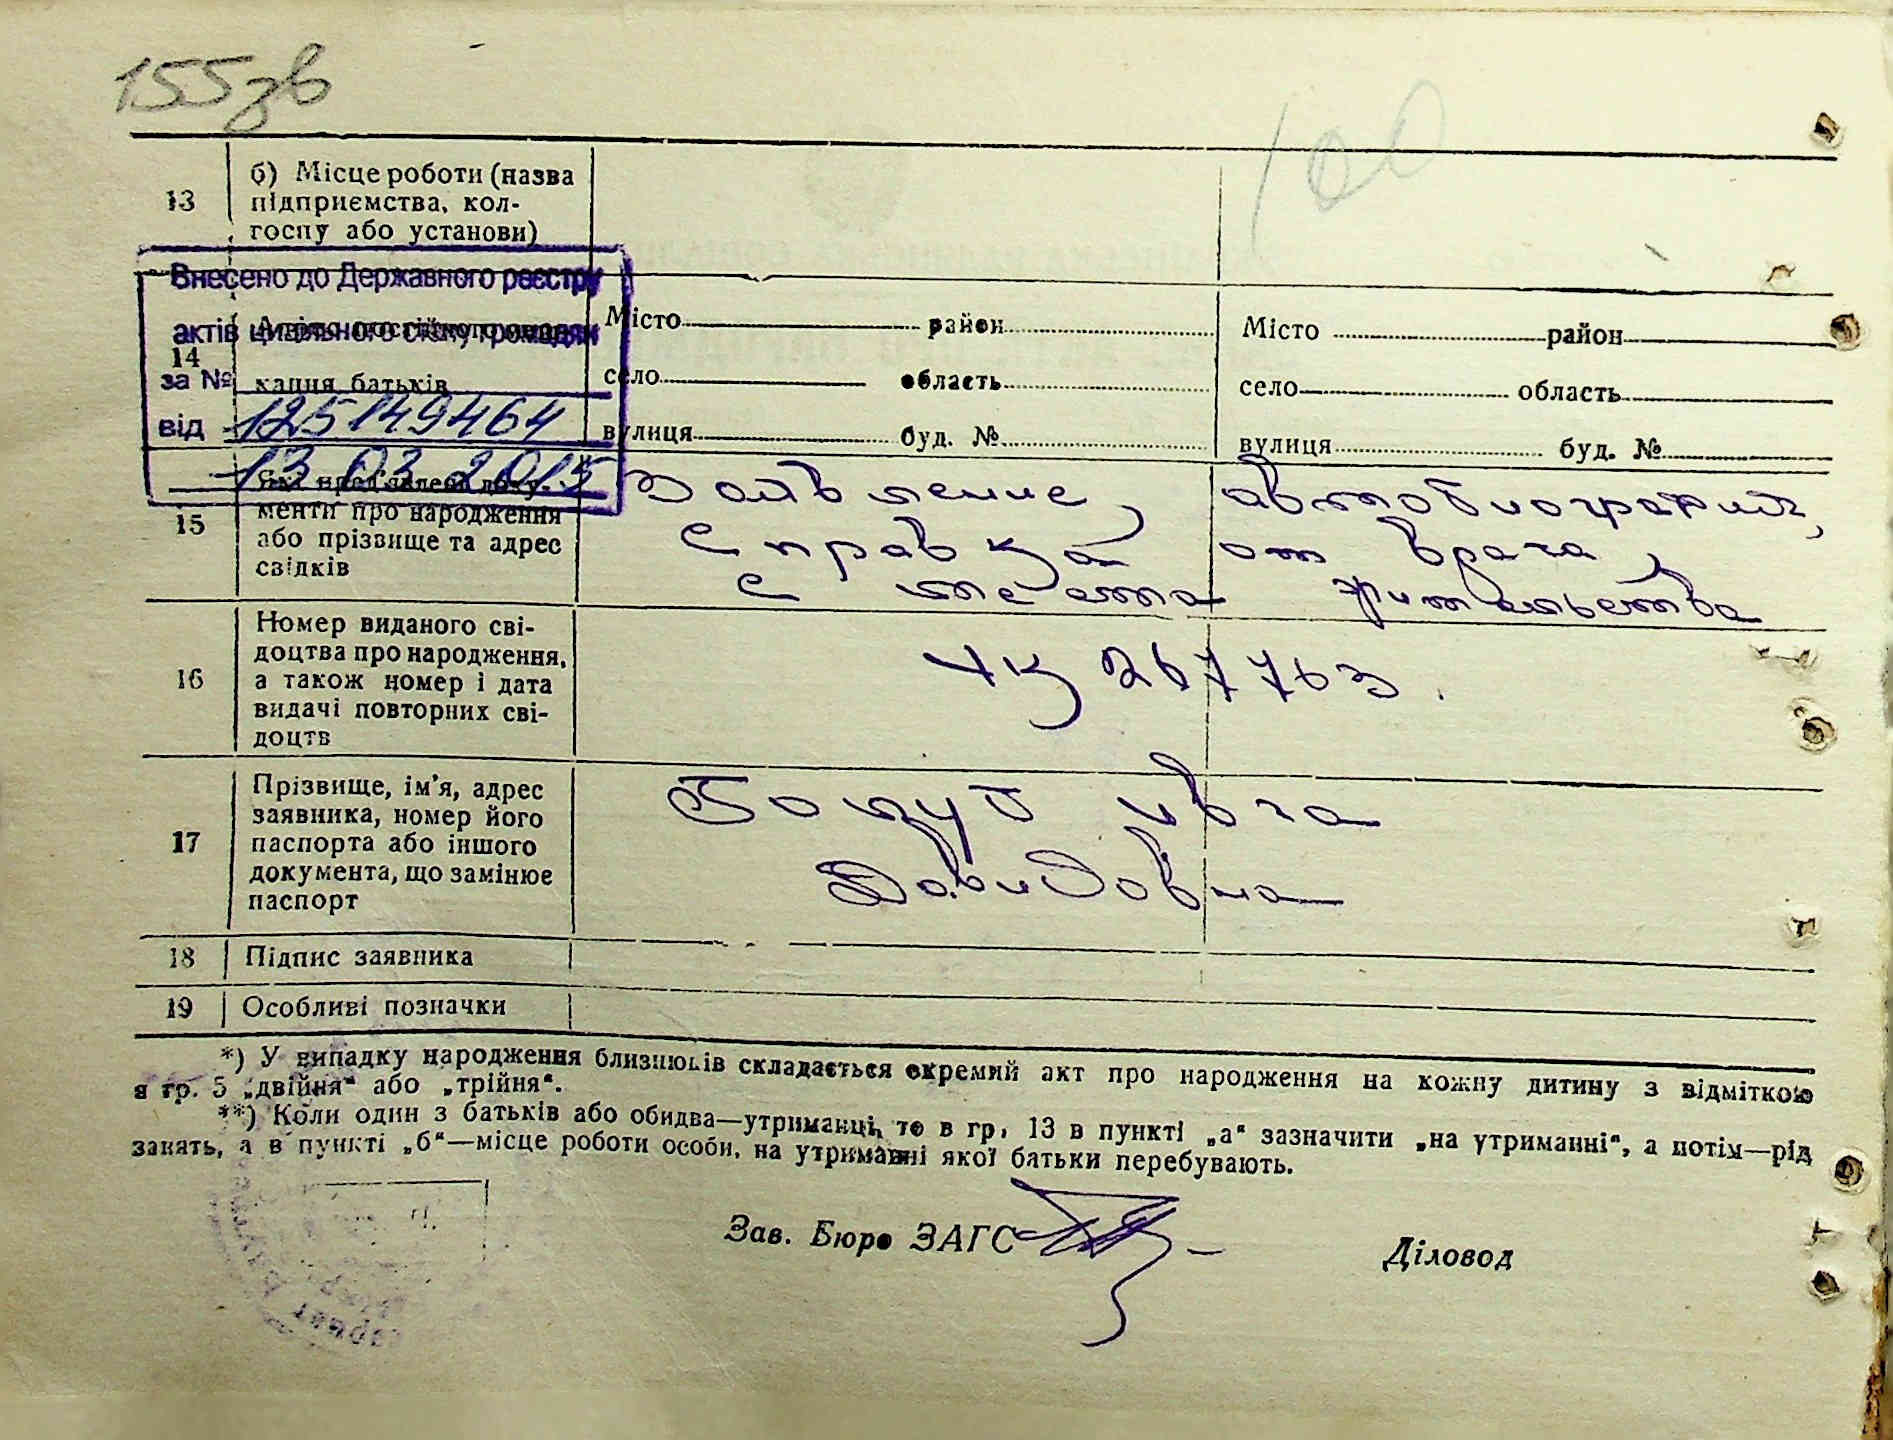 155зв
100
13
б) Місце роботи (назва
підприємства, кол-
госпу або установи)
Внесено до Державного реєстру
актів цивільного стану громадян
за №
125149464
від
13 03 2015
14
кання батьків
Місто район
село область
вулиця буд. №
Місто район
село область
вулиця буд. №
15
менти про народження
або прізвище та адрес
свідків
Заявление, автобиография,
Справка от врача,
с места жительства
16
Номер виданого сві-
доцтва про народження,
а також номер і дата
видачі повторних сві-
доцтв
267763.
17
Прізвище, ім'я, адрес
заявника, номер його
паспорта або іншого
документа, що замінює
паспорт
Давидовна
18 Підпис заявника
19 Особливі позначки
*) У випадку народження близнюків складається окремий акт про народження на кожну дитину з відміткою
в гр. 5 „двійня“ або „трійня“.
**) Коли один з батьків або обидва—утриманці, то в гр. 13 в пункті „а“ зазначити „на утриманні“, а потім—рід
занять, а в пункті „б“—місце роботи особи, на утриманні якої батьки перебувають.
Зав. Бюро ЗАГС
Діловод